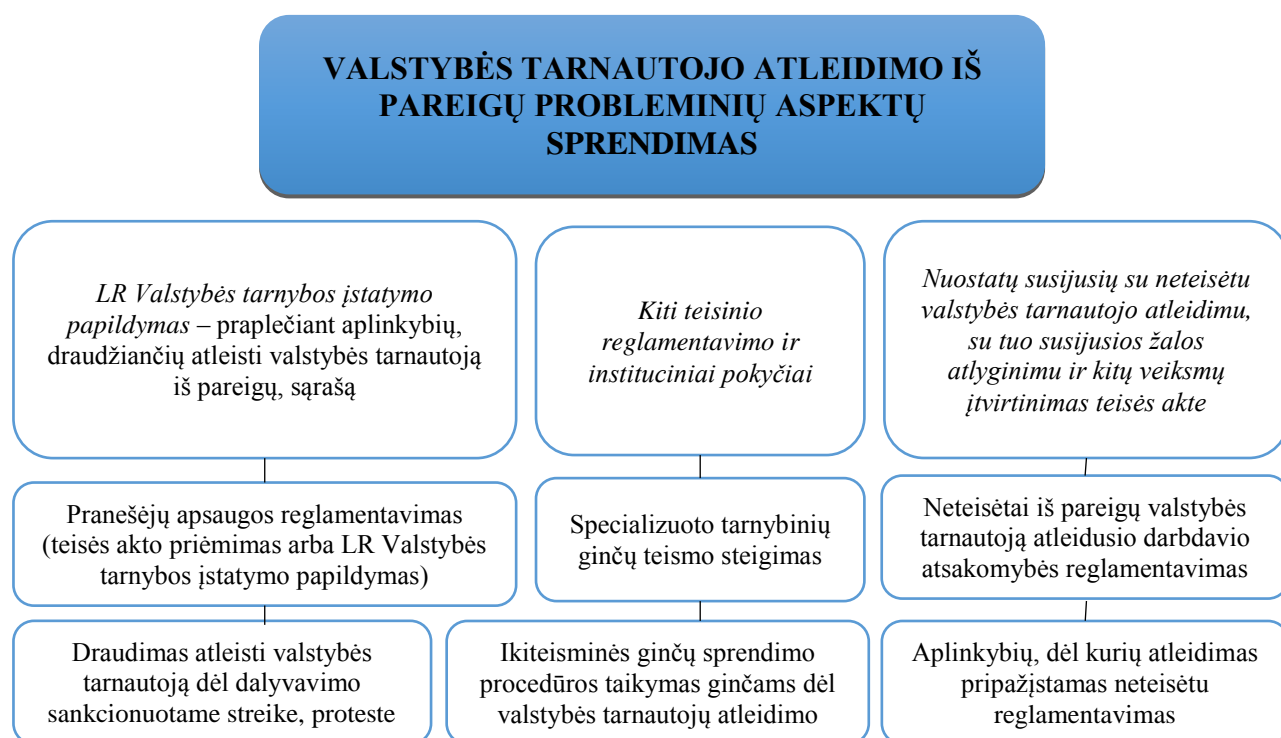 VALSTYBĖS TARNAUTOJO ATLEIDIMO IŠ
PAREIGŲ PROBLEMINIŲ ASPEKTŲ
SPRENDIMAS
LR Valstybės tarnybos įstatymo
papildymas – praplečiant aplinkybių,
draudžiančių atleisti valstybės tarnautoją
iš pareigų, sąrašą
Kiti teisinio
reglamentavimo ir
instituciniai pokyčiai
Nuostatų susijusių su neteisėtu
valstybės tarnautojo atleidimu,
su tuo susijusios žalos
atlyginimu ir kitų veiksmų
įtvirtinimas teisės akte
Pranešėjų apsaugos reglamentavimas
(teisės akto priėmimas arba LR Valstybės
tarnybos įstatymo papildymas)
Specializuoto tarnybinių
ginčų teismo steigimas
Neteisėtai iš pareigų valstybės
tarnautoją atleidusio darbdavio
atsakomybės reglamentavimas
Draudimas atleisti valstybės
tarnautoją dėl dalyvavimo
sankcionuotame streike, proteste
Ikiteisminės ginčų sprendimo
procedūros taikymas ginčams dėl
valstybės tarnautojų atleidimo
Aplinkybių, dėl kurių atleidimas
pripažįstamas neteisėtu
reglamentavimas